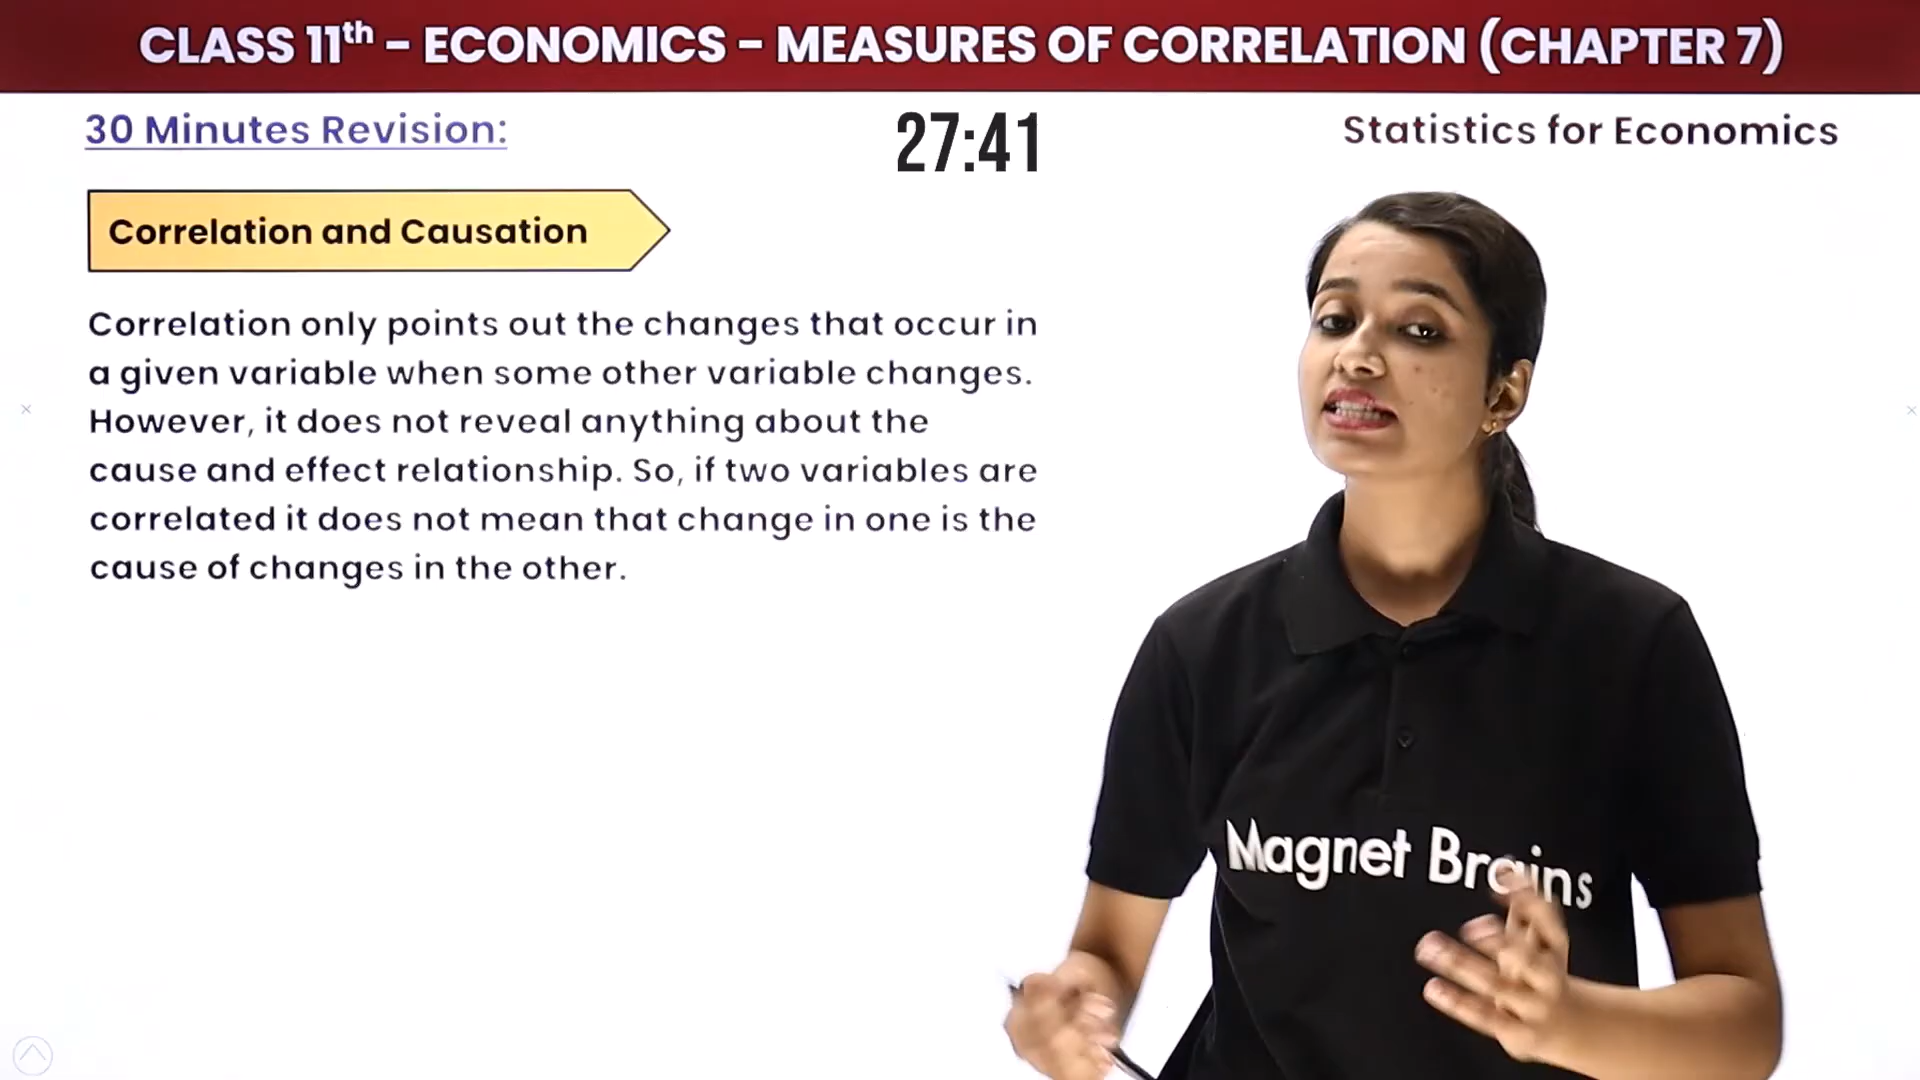 CLASS 11th - ECONOMICS - MEASURES OF CORRELATION (CHAPTER 7)
30 Minutes Revision:
27:41
Statistics for Economics
Correlation and Causation
Correlation only points out the changes that occur in
a given variable when some other variable changes.
However, it does not reveal anything about the
cause and effect relationship. So, if two variables are
correlated it does not mean that change in one is the
cause of changes in the other.
Magnet Brains